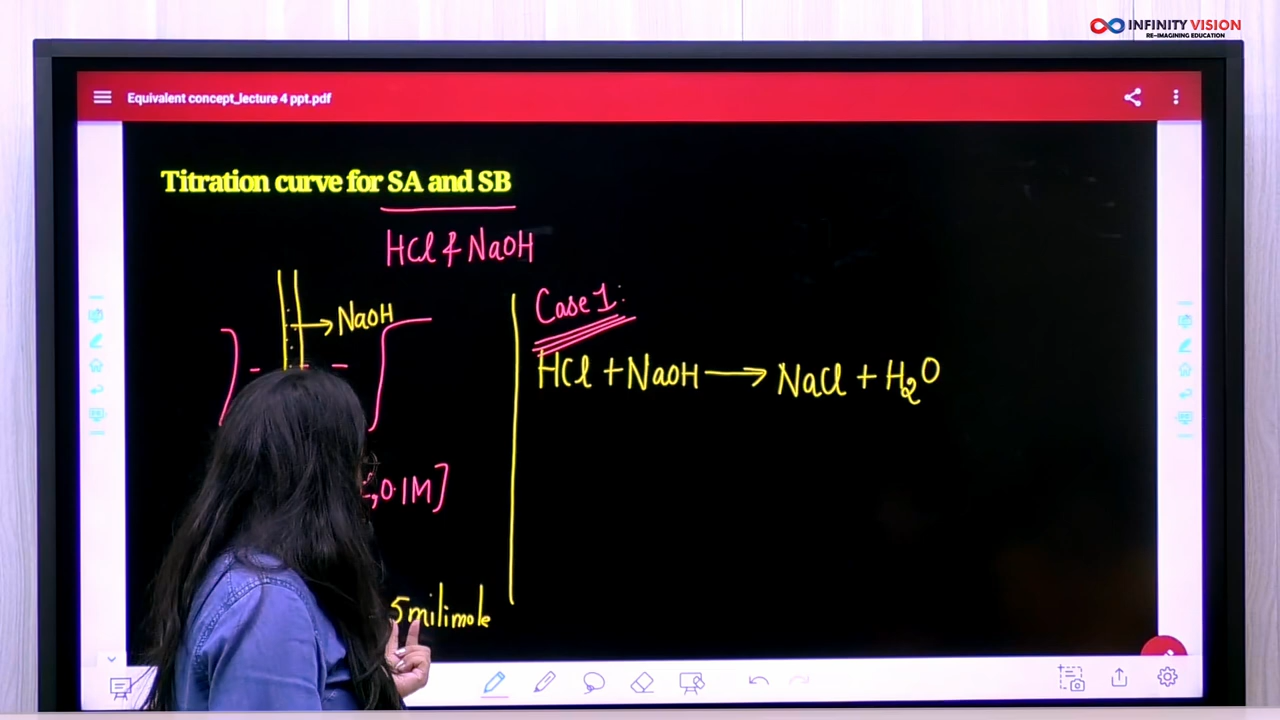 INFINITY VISION
RE-IMAGINING EDUCATION
Equivalent concept_lecture 4 ppt.pdf
Titration curve for SA and SB
HCl & NaOH
→ NaOH
Case 1:
HCl + NaOH ⟶ NaCl + H₂O
,0.1M]
5milimole